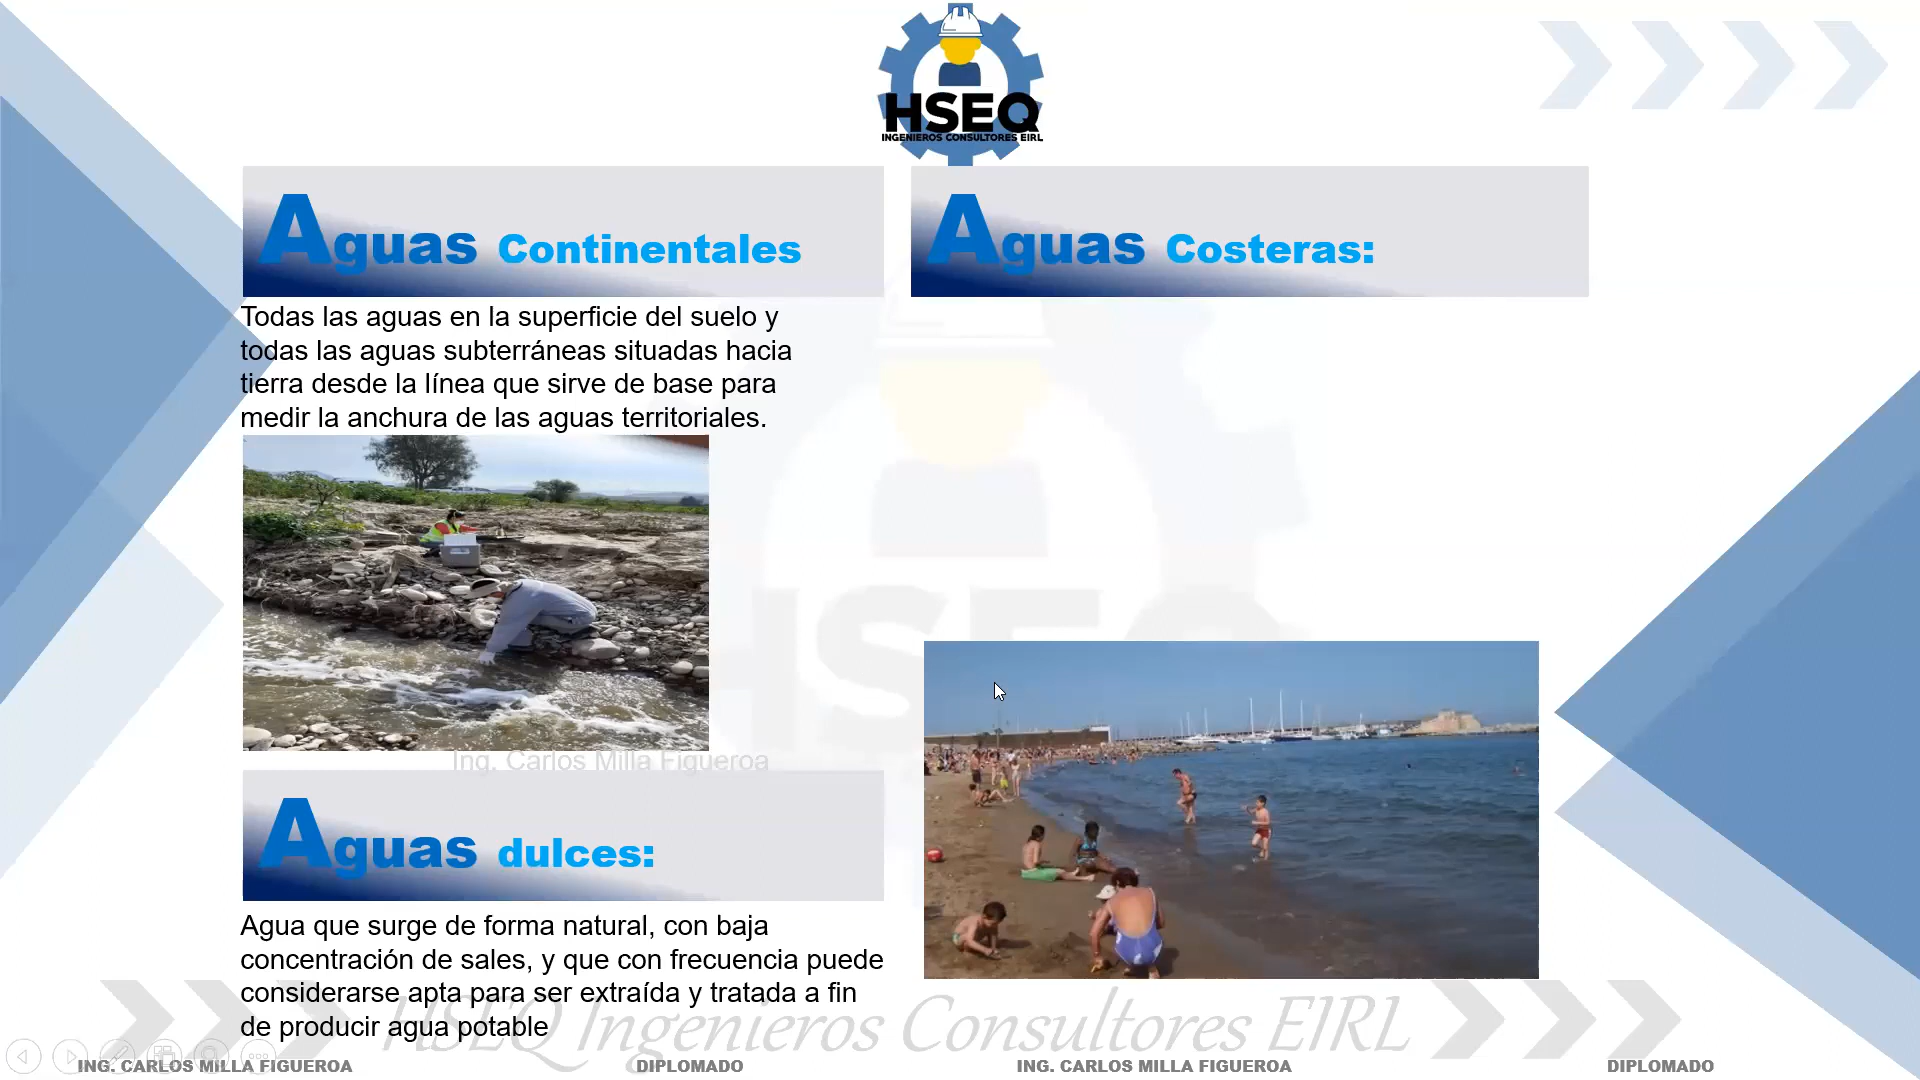 HSEQ
INGENIEROS CONSULTORES EIRL
Aguas Continentales
Todas las aguas en la superficie del suelo y
todas las aguas subterráneas situadas hacia
tierra desde la línea que sirve de base para
medir la anchura de las aguas territoriales.
Ing. Carlos Milla Figueroa
Aguas dulces:
Agua que surge de forma natural, con baja
concentración de sales, y que con frecuencia puede
considerarse apta para ser extraída y tratada a fin
de producir agua potable
Aguas Costeras:
HSEQ
HSEQ Ingenieros Consultores EIRL
ING. CARLOS MILLA FIGUEROA DIPLOMADO ING. CARLOS MILLA FIGUEROA DIPLOMADO